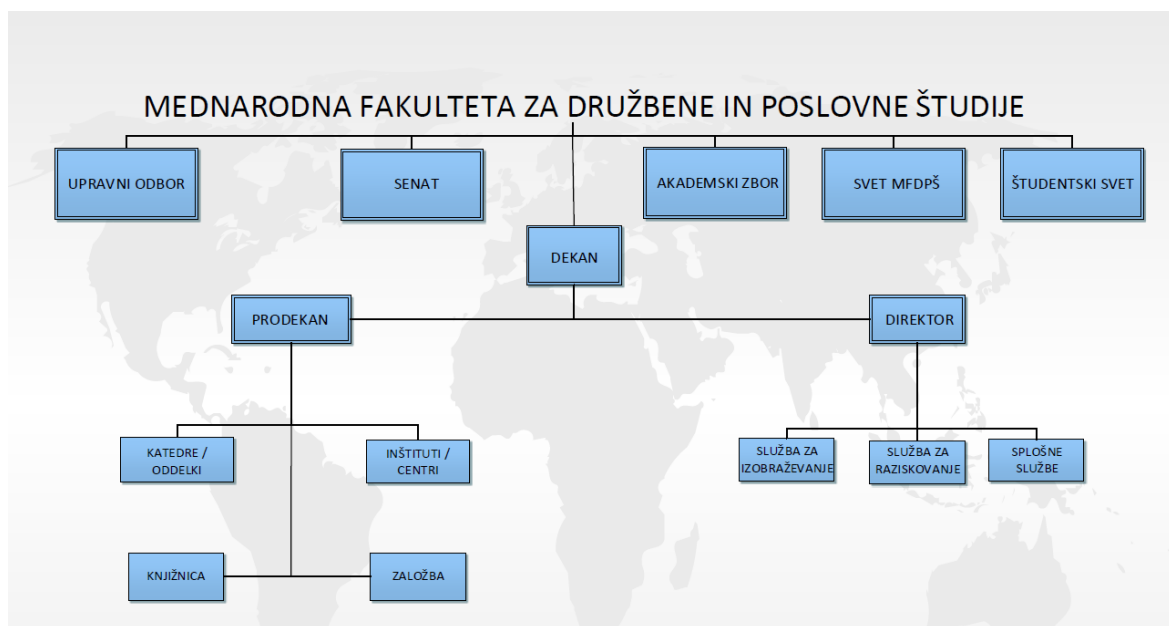 MEDNARODNA FAKULTETA ZA DRUŽBENE IN POSLOVNE ŠTUDIJE
UPRAVNI ODBOR
SENAT
AKADEMSKI ZBOR
SVET MFDPŠ
ŠTUDENTSKI SVET
DEKAN
PRODEKAN
DIREKTOR
KATEDRE /
ODDELKI
INŠTITUTI /
CENTRI
SLUŽBA ZA
IZOBRAŽEVANJE
SLUŽBA ZA
RAZISKOVANJE
SPLOŠNE
SLUŽBE
KNJIŽNICA
ZALOŽBA